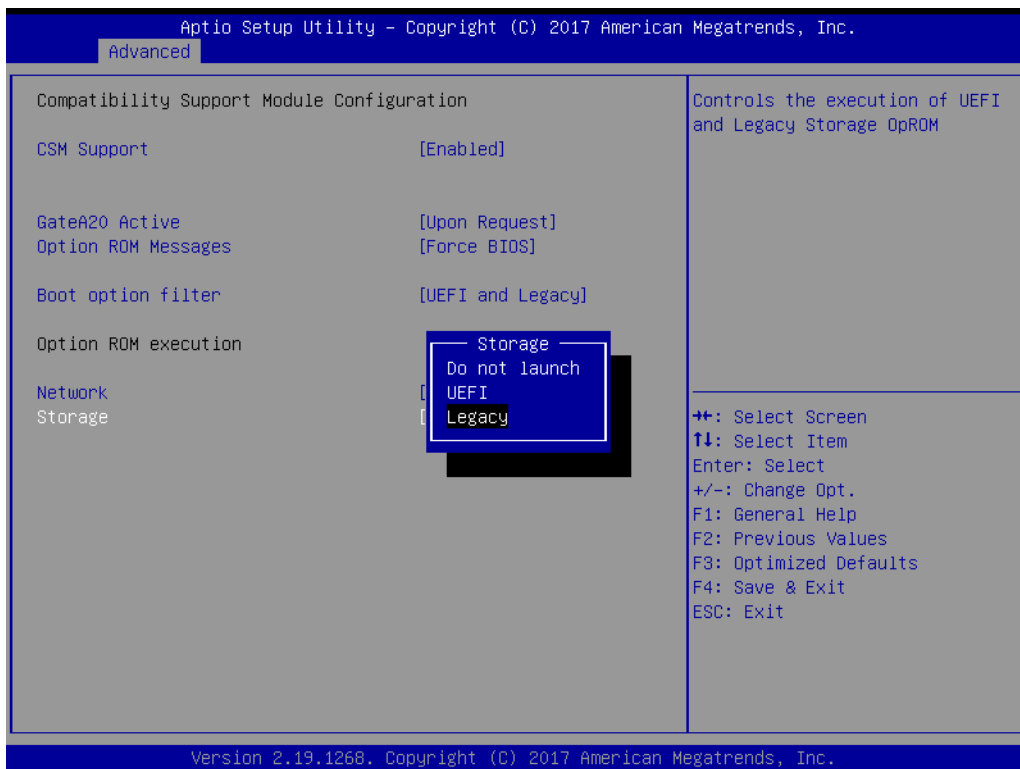 Aptio Setup Utility – Copyright (C) 2017 American Megatrends, Inc.
Advanced
Compatibility Support Module Configuration
CSM Support [Enabled]
GateA20 Active [Upon Request]
Option ROM Messages [Force BIOS]
Boot option filter [UEFI and Legacy]
Option ROM execution
Network [
Storage [
Storage
Do not launch
UEFI
Legacy
Controls the execution of UEFI
and Legacy Storage OpROM
→←: Select Screen
↑↓: Select Item
Enter: Select
+/-: Change Opt.
F1: General Help
F2: Previous Values
F3: Optimized Defaults
F4: Save & Exit
ESC: Exit
Version 2.19.1268. Copyright (C) 2017 American Megatrends, Inc.